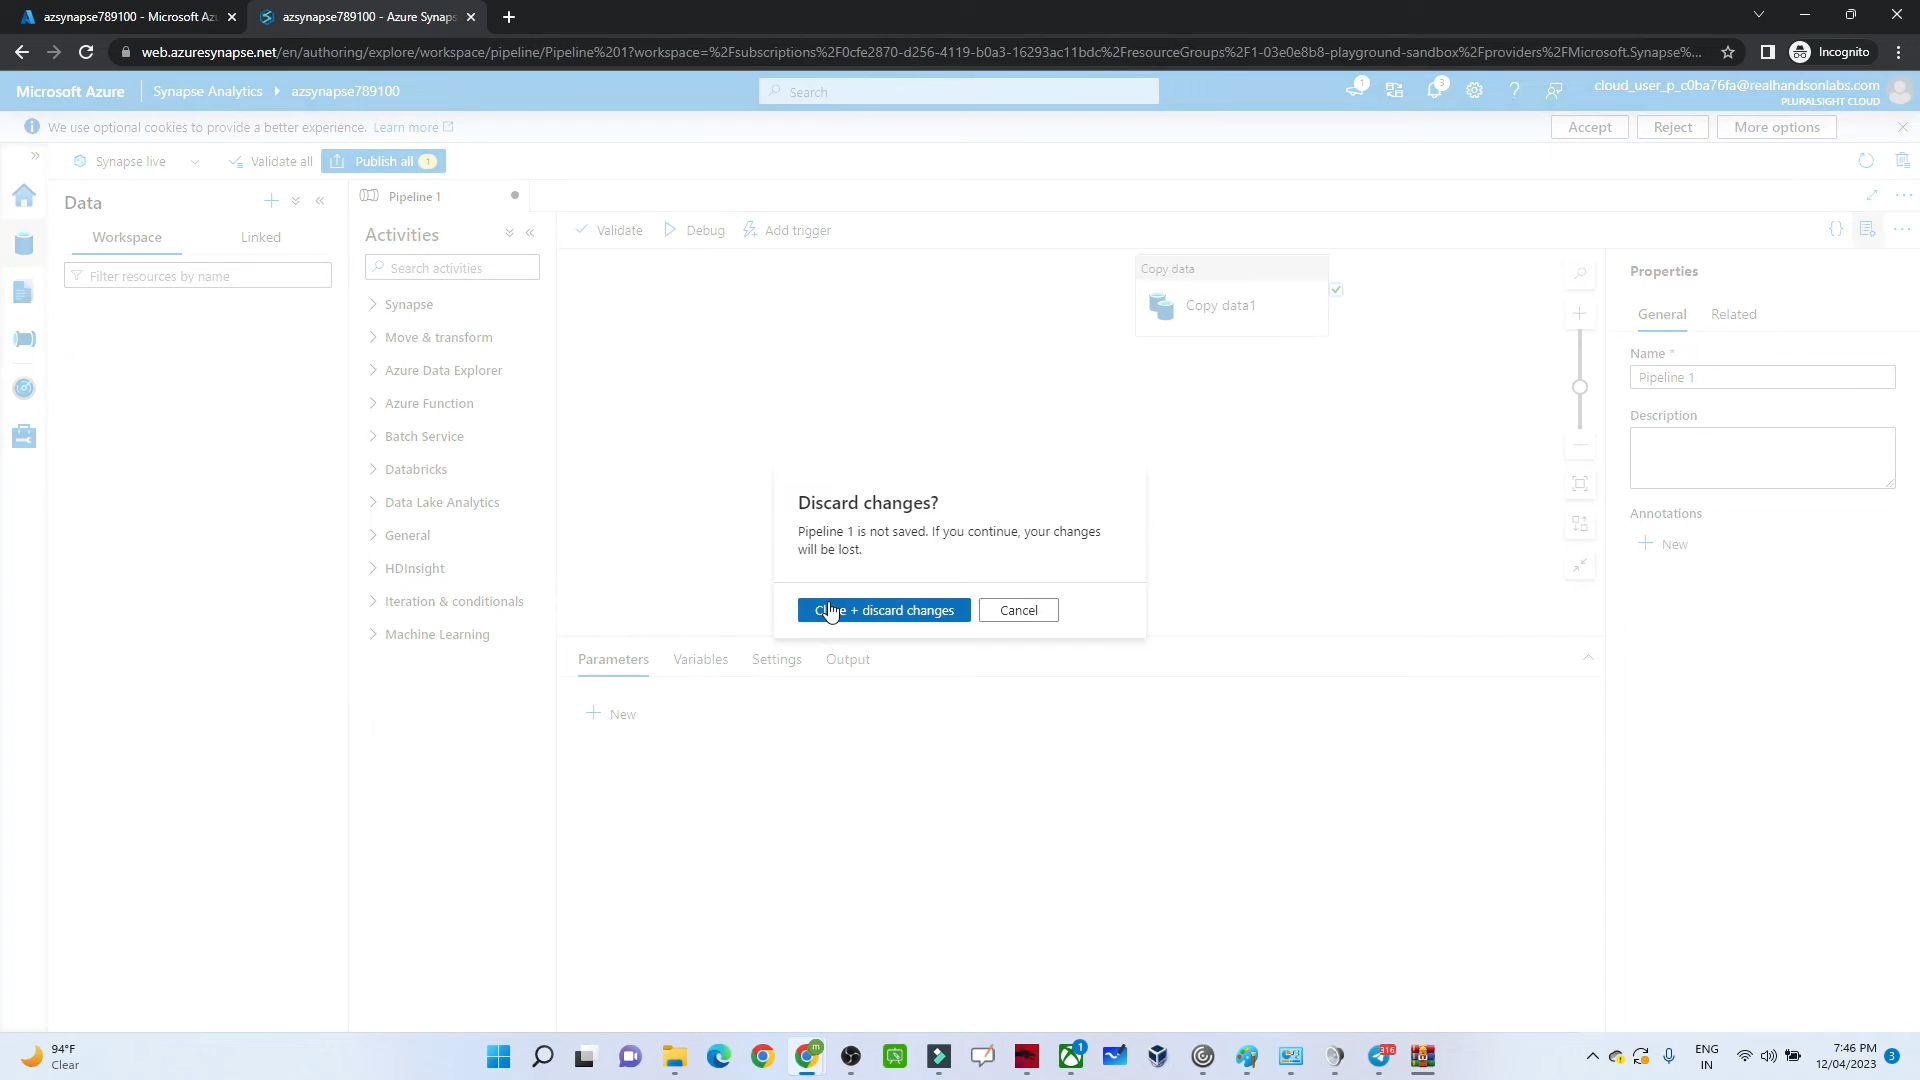 azsynapse789100 - Microsoft Azu
azsynapse789100 - Azure Synaps
web.azuresynapse.net/en/authoring/explore/workspace/pipeline/Pipeline%201?workspace=%2Fsubscriptions%2F0cfe2870-d256-4119-b0a3-16293ac11bdc%2FresourceGroups%2F1-03e0e8b8-playground-sandbox%2Fproviders%2FMicrosoft.Synapse%...
Incognito
Microsoft Azure
Synapse Analytics
azsynapse789100
Search
1
3
cloud_user_p_c0ba76fa@realhandsonlabs.com
PLURALSIGHT CLOUD
We use optional cookies to provide a better experience. Learn more
Accept
Reject
More options
Synapse live
Validate all
Publish all 1
Data
Workspace
Linked
Filter resources by name
Pipeline 1
Activities
Search activities
Synapse
Move & transform
Azure Data Explorer
Azure Function
Batch Service
Databricks
Data Lake Analytics
General
HDInsight
Iteration & conditionals
Machine Learning
Validate
Debug
Add trigger
Copy data
Copy data1
Discard changes?
Pipeline 1 is not saved. If you continue, your changes
will be lost.
+ discard changes
Cancel
Parameters
Variables
Settings
Output
New
Properties
General
Related
Name *
Pipeline 1
Description
Annotations
New
94°F
Clear
1
316
ENG
IN
7:46 PM
12/04/2023
3